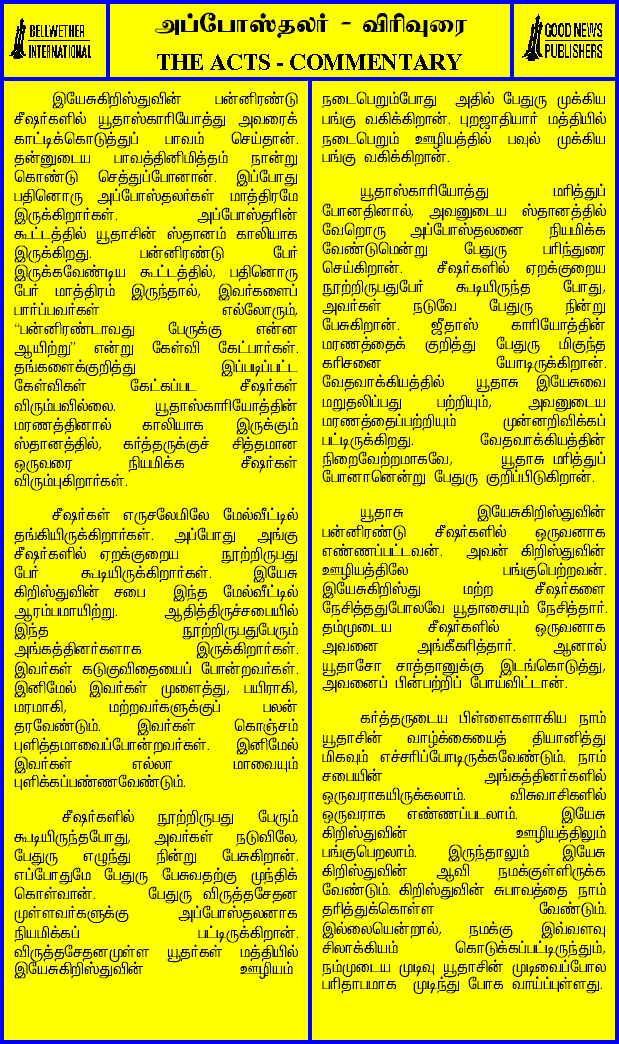 BELLWETHER
INTERNATIONAL
அப்போஸ்தலர் - விரிவுரை
THE ACTS - COMMENTARY
GOOD NEWS
PUBLISHERS
இயேசுகிறிஸ்துவின் பன்னிரண்டு
சீஷர்களில் யூதாஸ்காரியோத்து அவரைக்
காட்டிக்கொடுத்துப் பாவம் செய்தான்.
தன்னுடைய பாவத்தினிமித்தம் நான்று
கொண்டு செத்துப்போனான். இப்போது
பதினொரு அப்போஸ்தலர்கள் மாத்திரமே
இருக்கிறார்கள். அப்போஸ்தரின்
கூட்டத்தில் யூதாசின் ஸ்தானம் காலியாக
இருக்கிறது. பன்னிரண்டு பேர்
இருக்கவேண்டிய கூட்டத்தில், பதினொரு
பேர் மாத்திரம் இருந்தால், இவர்களைப்
பார்ப்பவர்கள் எல்லோரும்,
“பன்னிரண்டாவது பேருக்கு என்ன
ஆயிற்று” என்று கேள்வி கேட்பார்கள்.
தங்களைக்குறித்து இப்படிப்பட்ட
கேள்விகள் கேட்கப்பட சீஷர்கள்
விரும்பவில்லை. யூதாஸ்காரியோத்தின்
மரணத்தினால் காலியாக இருக்கும்
ஸ்தானத்தில், கர்த்தருக்குச் சித்தமான
ஒருவரை நியமிக்க சீஷர்கள்
விரும்புகிறார்கள்.
சீஷர்கள் எருசலேமிலே மேல்வீட்டில்
தங்கியிருக்கிறார்கள். அப்போது அங்கு
சீஷர்களில் ஏறக்குறைய நூற்றிருபது
பேர் கூடியிருக்கிறார்கள். இயேசு
கிறிஸ்துவின் சபை இந்த மேல்வீட்டில்
ஆரம்பமாயிற்று. ஆதித்திருச்சபையில்
இந்த நூற்றிருபதுபேரும்
அங்கத்தினர்களாக இருக்கிறார்கள்.
இவர்கள் கடுகுவிதையைப் போன்றவர்கள்.
இனிமேல் இவர்கள் முளைத்து, பயிராகி,
மரமாகி, மற்றவர்களுக்குப் பலன்
தரவேண்டும். இவர்கள் கொஞ்சம்
புளித்தமாவைப்போன்றவர்கள். இனிமேல்
இவர்கள் எல்லா மாவையும்
புளிக்கப்பண்ணவேண்டும்.
சீஷர்களில் நூற்றிருபது பேரும்
கூடியிருந்தபோது, அவர்கள் நடுவிலே,
பேதுரு எழுந்து நின்று பேசுகிறான்.
எப்போதுமே பேதுரு பேசுவதற்கு முந்திக்
கொள்வான். பேதுரு விருத்தசேதன
முள்ளவர்களுக்கு அப்போஸ்தலனாக
நியமிக்கப் பட்டிருக்கிறான்.
விருத்தசேதனமுள்ள யூதர்கள் மத்தியில்
இயேசுகிறிஸ்துவின் ஊழியம்
நடைபெறும்போது அதில் பேதுரு முக்கிய
பங்கு வகிக்கிறான். புறஜாதியார் மத்தியில்
நடைபெறும் ஊழியத்தில் பவுல் முக்கிய
பங்கு வகிக்கிறான்.
யூதாஸ்காரியோத்து மரித்துப்
போனதினால், அவனுடைய ஸ்தானத்தில்
வேறொரு அப்போஸ்தலனை நியமிக்க
வேண்டுமென்று பேதுரு பரிந்துரை
செய்கிறான். சீஷர்களில் ஏறக்குறைய
நூற்றிருபதுபேர் கூடியிருந்த போது,
அவர்கள் நடுவே பேதுரு நின்று
பேசுகிறான். ஜீதாஸ் காரியோத்தின்
மரணத்தைக் குறித்து பேதுரு மிகுந்த
கரிசனை யோடிருக்கிறான்.
வேதவாக்கியத்தில் யூதாசு இயேசுவை
மறுதலிப்பது பற்றியும், அவனுடைய
மரணத்தைப்பற்றியும் முன்னறிவிக்கப்
பட்டிருக்கிறது. வேதவாக்கியத்தின்
நிறைவேற்றமாகவே, யூதாசு மரித்துப்
போனானென்று பேதுரு குறிப்பிடுகிறான்.
யூதாசு இயேசுகிறிஸ்துவின்
பன்னிரண்டு சீஷர்களில் ஒருவனாக
எண்ணப்பட்டவன். அவன் கிறிஸ்துவின்
ஊழியத்திலே பங்குபெற்றவன்.
இயேசுகிறிஸ்து மற்ற சீஷர்களை
நேசித்ததுபோலவே யூதாசையும் நேசித்தார்.
தம்முடைய சீஷர்களில் ஒருவனாக
அவனை அங்கீகரித்தார். ஆனால்
யூதாசோ சாத்தானுக்கு இடங்கொடுத்து,
அவனைப் பின்பற்றிப் போய்விட்டான்.
கர்த்தருடைய பிள்ளைகளாகிய நாம்
யூதாசின் வாழ்க்கையைத் தியானித்து
மிகவும் எச்சரிப்போடிருக்கவேண்டும். நாம்
சபையின் அங்கத்தினர்களில்
ஒருவராகயிருக்கலாம். விசுவாசிகளில்
ஒருவராக எண்ணப்படலாம். இயேசு
கிறிஸ்துவின் ஊழியத்திலும்
பங்குபெறலாம். இருந்தாலும் இயேசு
கிறிஸ்துவின் ஆவி நமக்குள்ளிருக்க
வேண்டும். கிறிஸ்துவின் சுபாவத்தை நாம்
தரித்துக்கொள்ள வேண்டும்.
இல்லையென்றால், நமக்கு இவ்வளவு
சிலாக்கியம் கொடுக்கப்பட்டிருந்தும்,
நம்முடைய முடிவு யூதாசின் முடிவைப்போல
பரிதாபமாக முடிந்து போக வாய்ப்புள்ளது.